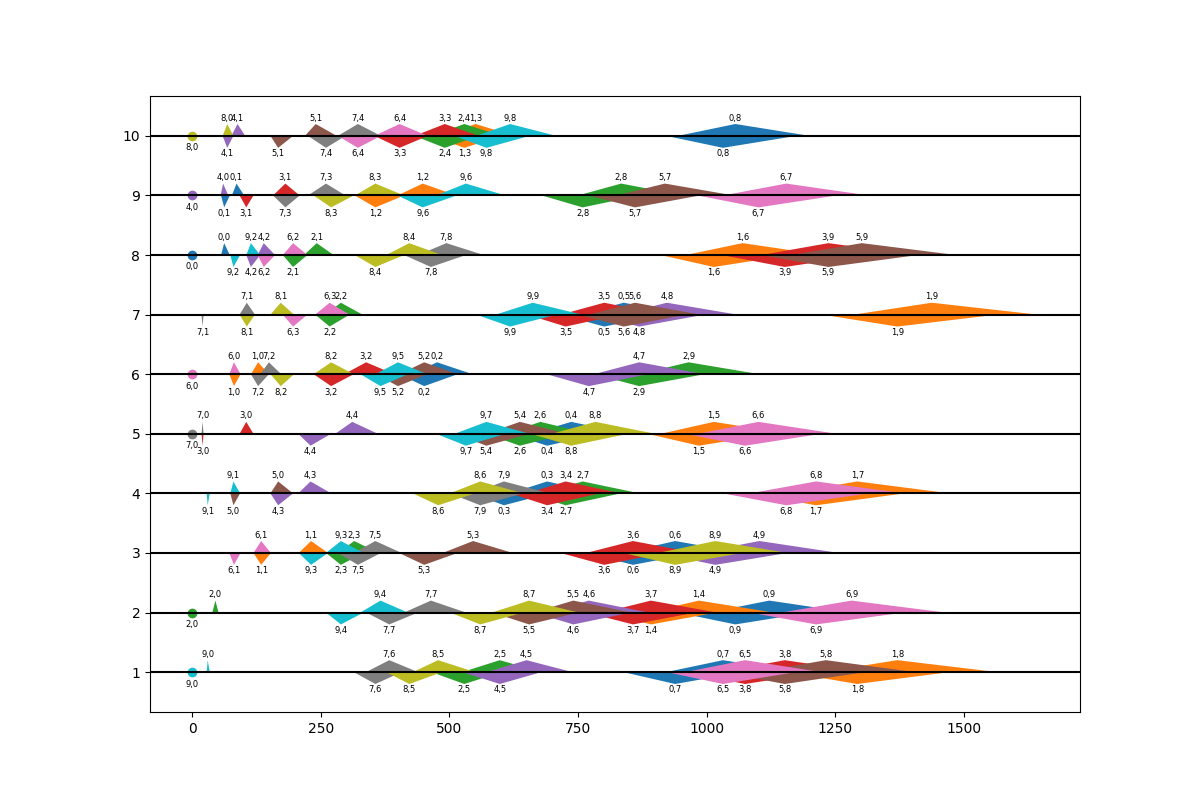 8,0 4,1 5,1 7,4 6,4 3,3 2,4 1,3 9,8 0,8
10
8,0 4,1 5,1 7,4 6,4 3,3 2,4 1,3 9,8 0,8
4,0 0,1 3,1 7,3 8,3 1,2 9,6 2,8 5,7 6,7
9
4,0 0,1 3,1 7,3 8,3 1,2 9,6 2,8 5,7 6,7
0,0 9,2 4,2 6,2 2,1 8,4 7,8 1,6 3,9 5,9
8
0,0 9,2 4,2 6,2 2,1 8,4 7,8 1,6 3,9 5,9
7,1 8,1 6,3 2,2 9,9 3,5 0,5 5,6 4,8 1,9
7
7,1 8,1 6,3 2,2 9,9 3,5 0,5 5,6 4,8 1,9
6,0 1,0 7,2 8,2 3,2 9,5 5,2 0,2 4,7 2,9
6
6,0 1,0 7,2 8,2 3,2 9,5 5,2 0,2 4,7 2,9
7,0 3,0 4,4 9,7 5,4 2,6 0,4 8,8 1,5 6,6
5
7,0 3,0 4,4 9,7 5,4 2,6 0,4 8,8 1,5 6,6
9,1 5,0 4,3 8,6 7,9 0,3 3,4 2,7 6,8 1,7
4
9,1 5,0 4,3 8,6 7,9 0,3 3,4 2,7 6,8 1,7
6,1 1,1 9,3 2,3 7,5 5,3 3,6 0,6 8,9 4,9
3
6,1 1,1 9,3 2,3 7,5 5,3 3,6 0,6 8,9 4,9
2,0 9,4 7,7 8,7 5,5 4,6 3,7 1,4 0,9 6,9
2
2,0 9,4 7,7 8,7 5,5 4,6 3,7 1,4 0,9 6,9
9,0 7,6 8,5 2,5 4,5 0,7 6,5 3,8 5,8 1,8
1
9,0 7,6 8,5 2,5 4,5 0,7 6,5 3,8 5,8 1,8
0 250 500 750 1000 1250 1500